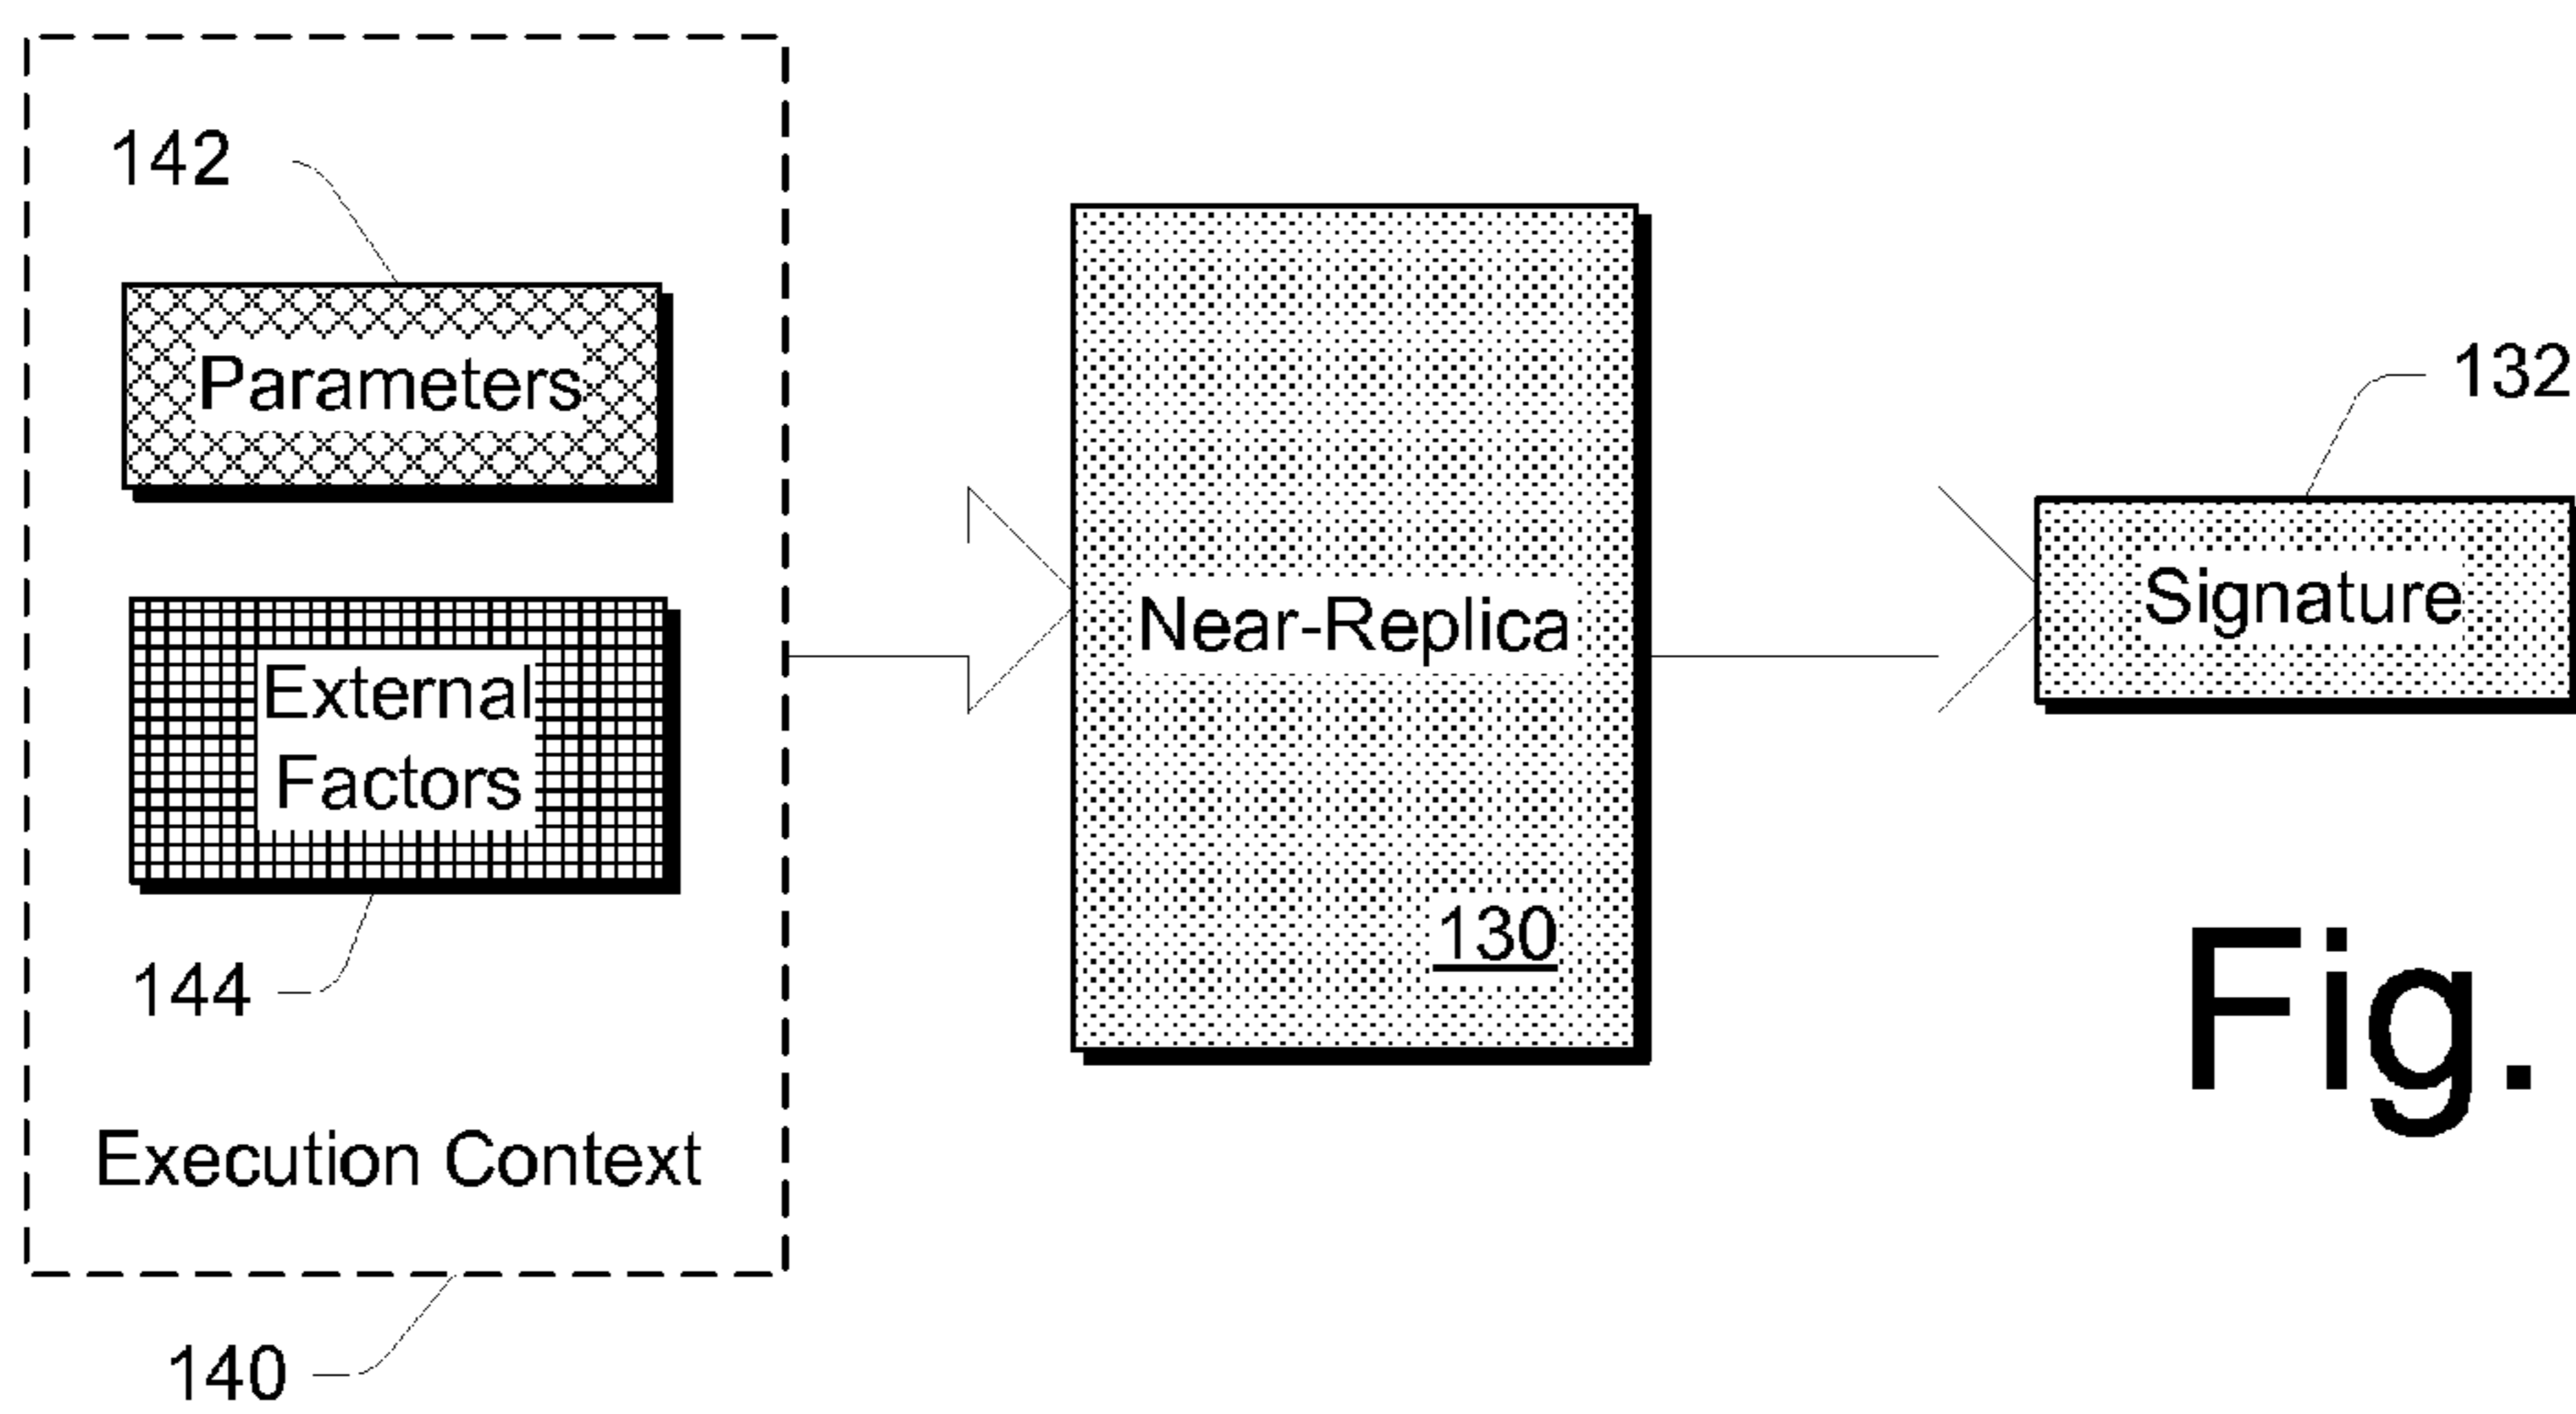 142
Parameters
External
Factors
144
Execution Context
140
Near-Replica
130
132
Signature
Fig.